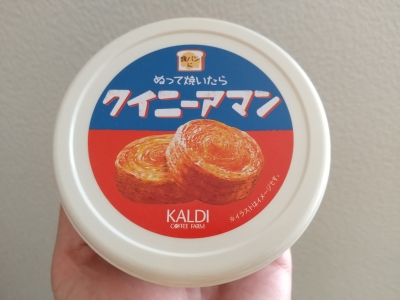 食パンに
ぬって焼いたら
クイニーアマン
※イラストはイメージです。
KALDI
COFFEE FARM